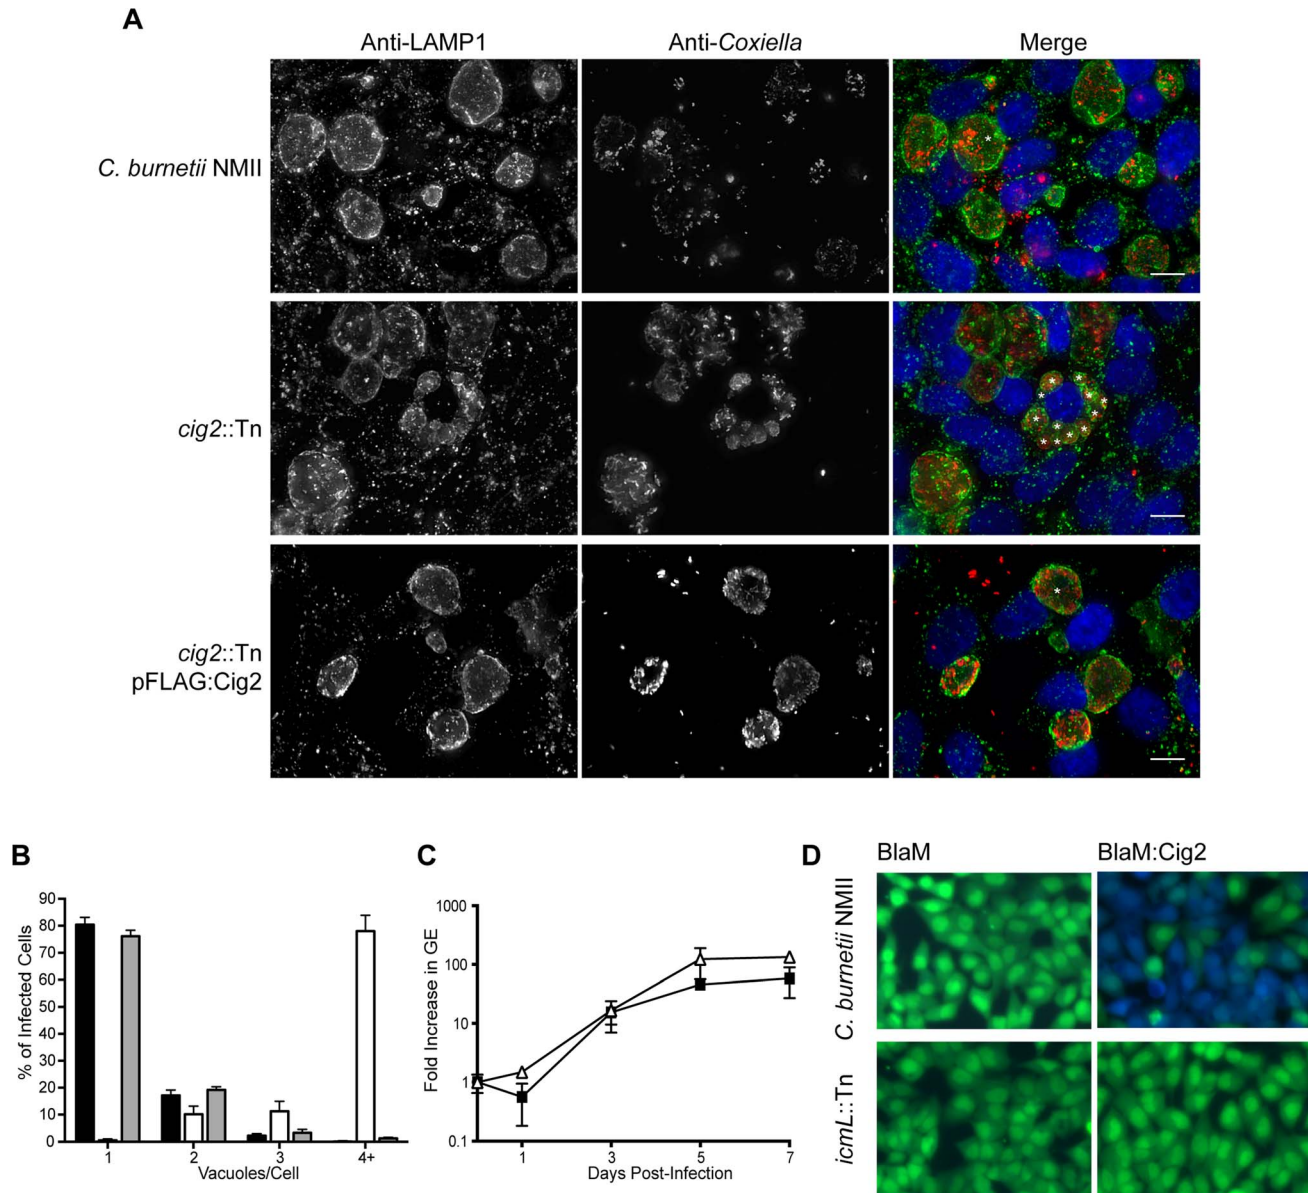 A
Anti-LAMP1
Anti-Coxiella
Merge
C. burnetii NMII
cig2::Tn
cig2::Tn
pFLAG:Cig2
B
90
80
70
60
50
40
30
20
10
0
% of Infected Cells
1
2
3
4+
Vacuoles/Cell
C
1000
100
10
1
0.1
Fold Increase in GE
1
3
5
7
Days Post-Infection
D
BlaM
BlaM:Cig2
C. burnetii NMII
icmL::Tn